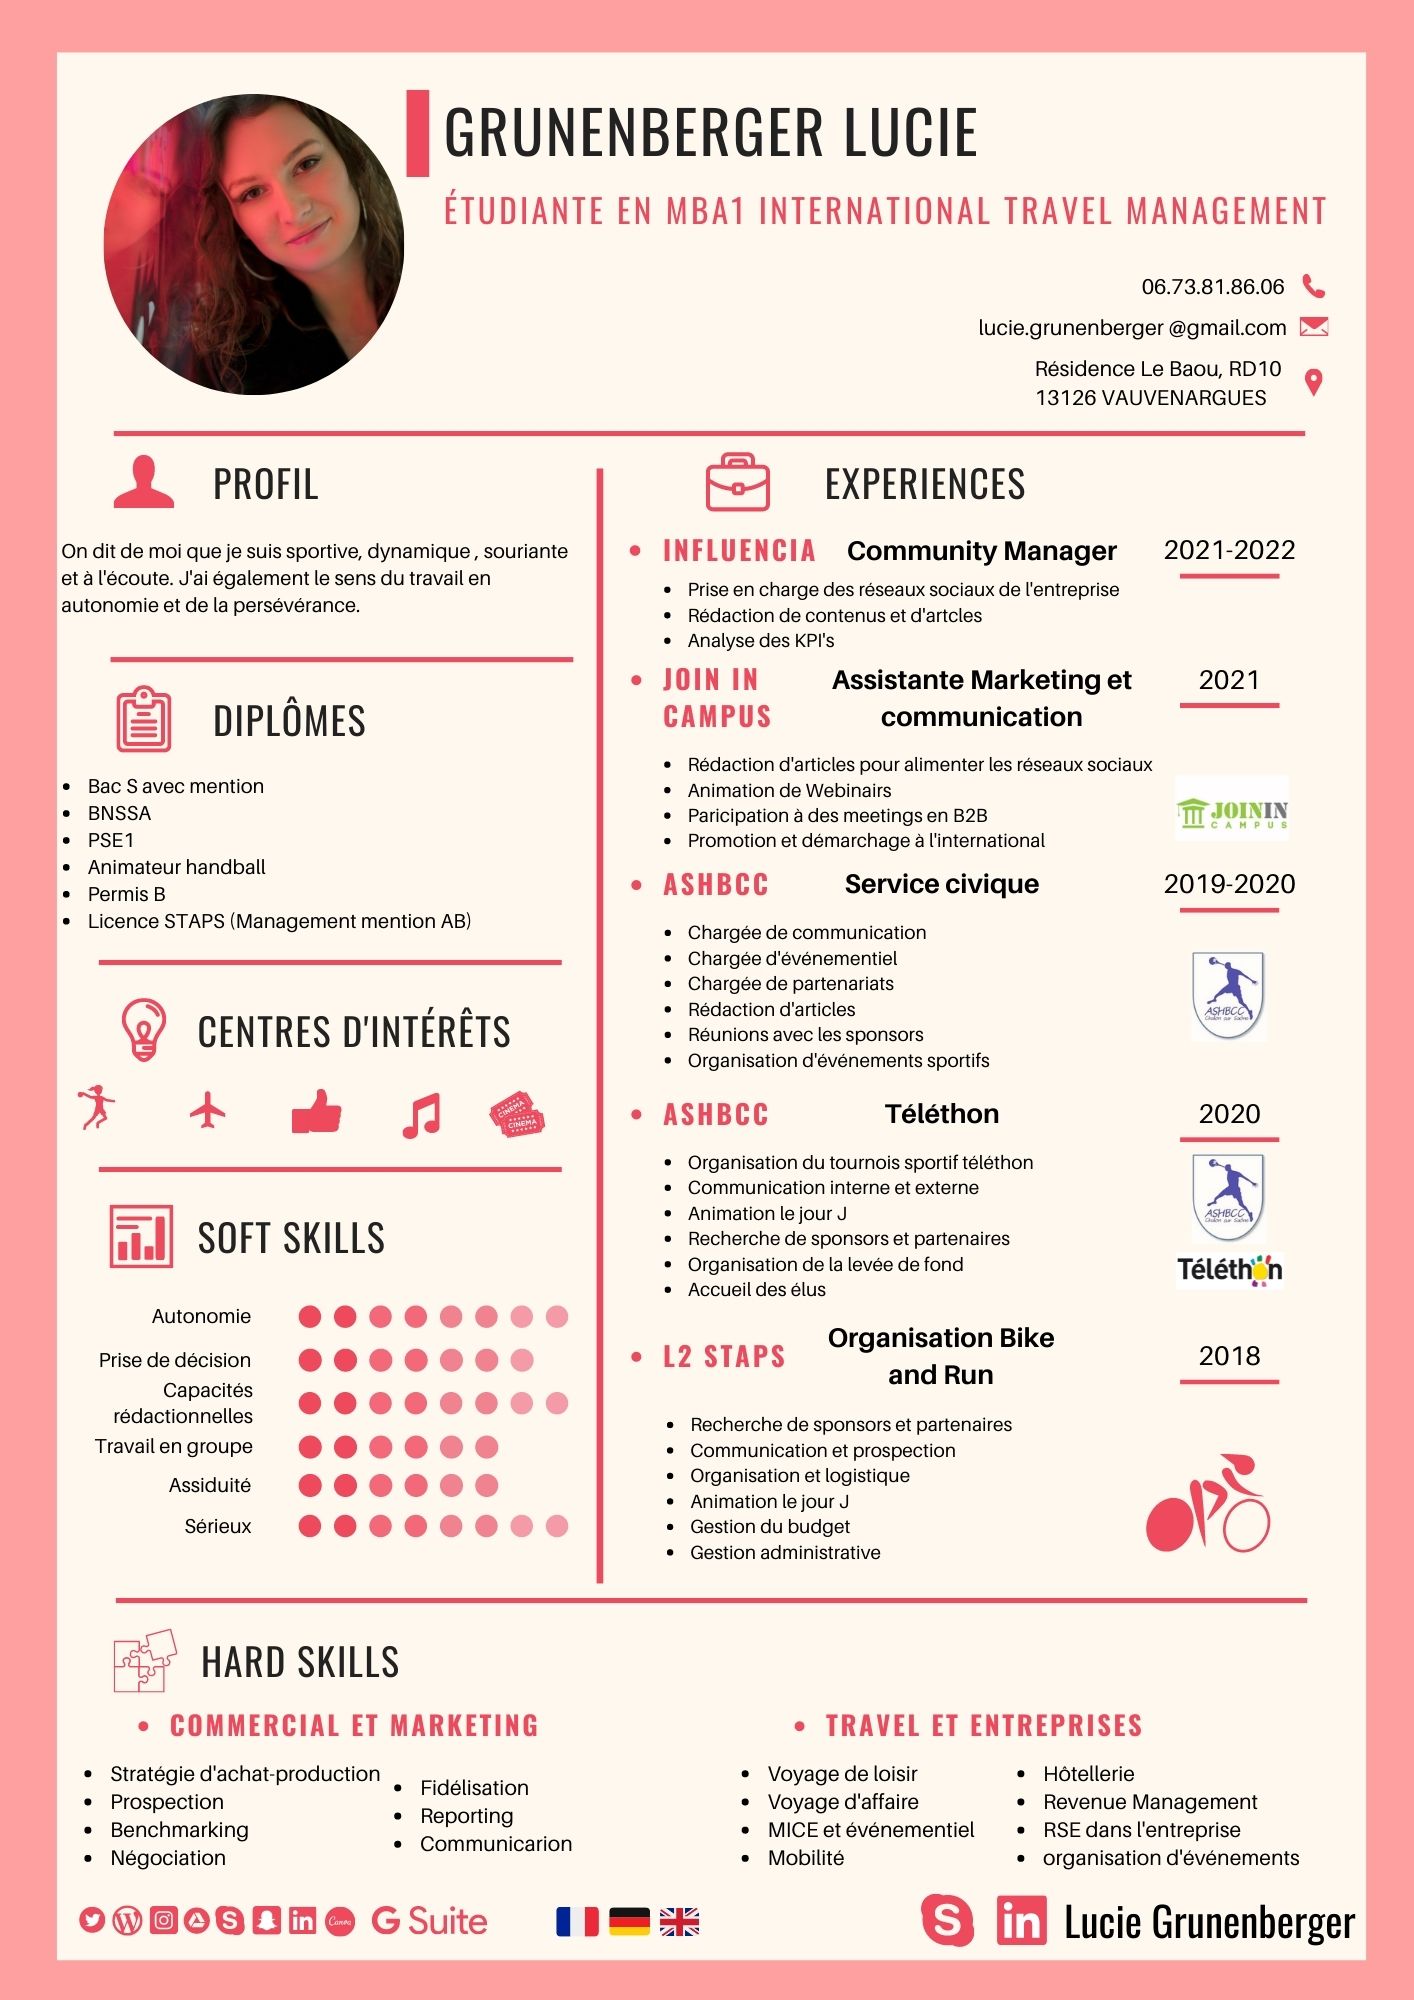 GRUNENBERGER LUCIE
ÉTUDIANTE EN MBA1 INTERNATIONAL TRAVEL MANAGEMENT
06.73.81.86.06
lucie.grunenberger @gmail.com
Résidence Le Baou, RD10
13126 VAUVENARGUES
PROFIL
On dit de moi que je suis sportive, dynamique , souriante
et à l'écoute. J'ai également le sens du travail en
autonomie et de la persévérance.
DIPLÔMES
Bac S avec mention
BNSSA
PSE1
Animateur handball
Permis B
Licence STAPS (Management mention AB)
CENTRES D'INTÉRÊTS
CINEMA
CINEMA
SOFT SKILLS
Autonomie
Prise de décision
Capacités
rédactionnelles
Travail en groupe
Assiduité
Sérieux
EXPERIENCES
INFLUENCIA Community Manager 2021-2022
Prise en charge des réseaux sociaux de l'entreprise
Rédaction de contenus et d'artcles
Analyse des KPI's
JOIN IN Assistante Marketing et 2021
CAMPUS communication
Rédaction d'articles pour alimenter les réseaux sociaux
Animation de Webinairs
Paricipation à des meetings en B2B
Promotion et démarchage à l'international
JOININ
CAMPUS
ASHBCC Service civique 2019-2020
Chargée de communication
Chargée d'événementiel
Chargée de partenariats
Rédaction d'articles
Réunions avec les sponsors
Organisation d'événements sportifs
ASHBCC
Chalon sur Saône
ASHBCC Téléthon 2020
Organisation du tournois sportif téléthon
Communication interne et externe
Animation le jour J
Recherche de sponsors et partenaires
Organisation de la levée de fond
Accueil des élus
ASHBCC
Chalon sur Saône
Téléthon
L2 STAPS Organisation Bike 2018
and Run
Recherche de sponsors et partenaires
Communication et prospection
Organisation et logistique
Animation le jour J
Gestion du budget
Gestion administrative
HARD SKILLS
COMMERCIAL ET MARKETING
Stratégie d'achat-production
Prospection
Benchmarking
Négociation
Fidélisation
Reporting
Communicarion
TRAVEL ET ENTREPRISES
Voyage de loisir
Voyage d'affaire
MICE et événementiel
Mobilité
Hôtellerie
Revenue Management
RSE dans l'entreprise
organisation d'événements
in Canva G Suite
in Lucie Grunenberger